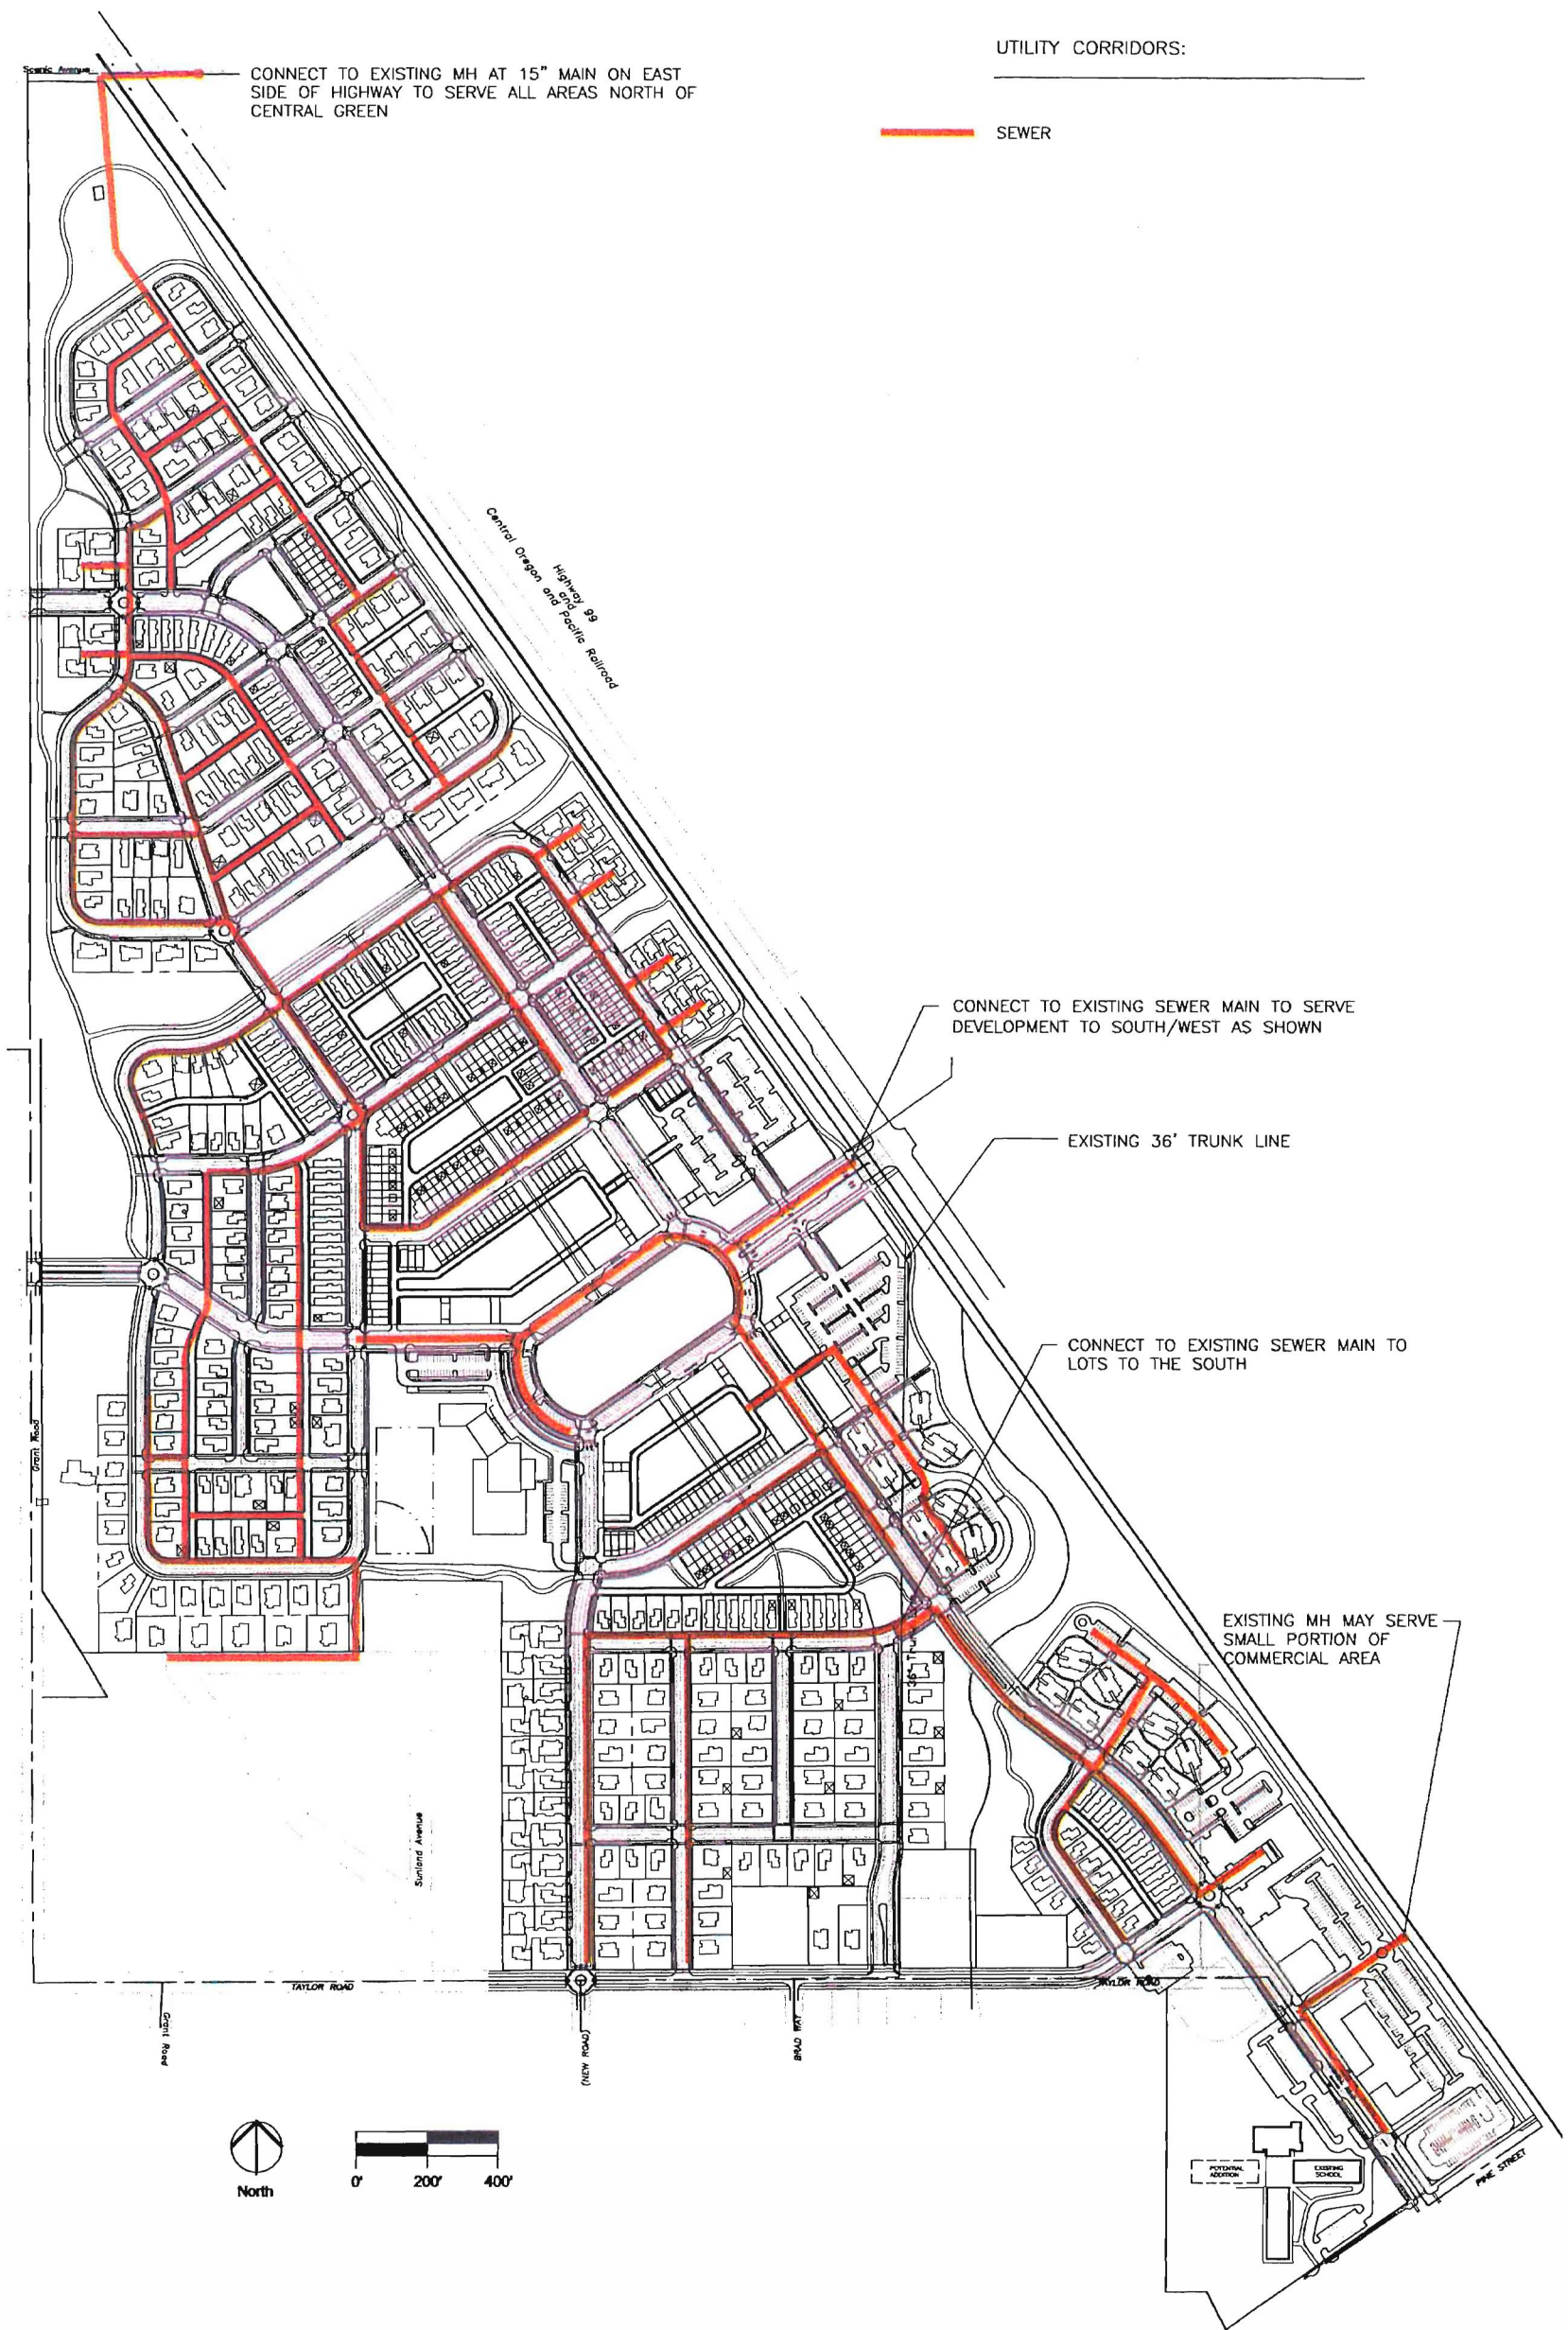 UTILITY CORRIDORS:
SEWER
Scenic Avenue
CONNECT TO EXISTING MH AT 15" MAIN ON EAST
SIDE OF HIGHWAY TO SERVE ALL AREAS NORTH OF
CENTRAL GREEN
Highway 99
and
Central Oregon and Pacific Railroad
CONNECT TO EXISTING SEWER MAIN TO SERVE
DEVELOPMENT TO SOUTH/WEST AS SHOWN
EXISTING 36' TRUNK LINE
CONNECT TO EXISTING SEWER MAIN TO
LOTS TO THE SOUTH
Grant Road
EXISTING MH MAY SERVE
SMALL PORTION OF
COMMERCIAL AREA
36" Trunk
Sunland Avenue
TAYLOR ROAD
TAYLOR ROAD
Grant Road
(NEW ROAD)
BRAD WAY
North
0' 200' 400'
POTENTIAL
ADDITION
EXISTING
SCHOOL
PINE STREET